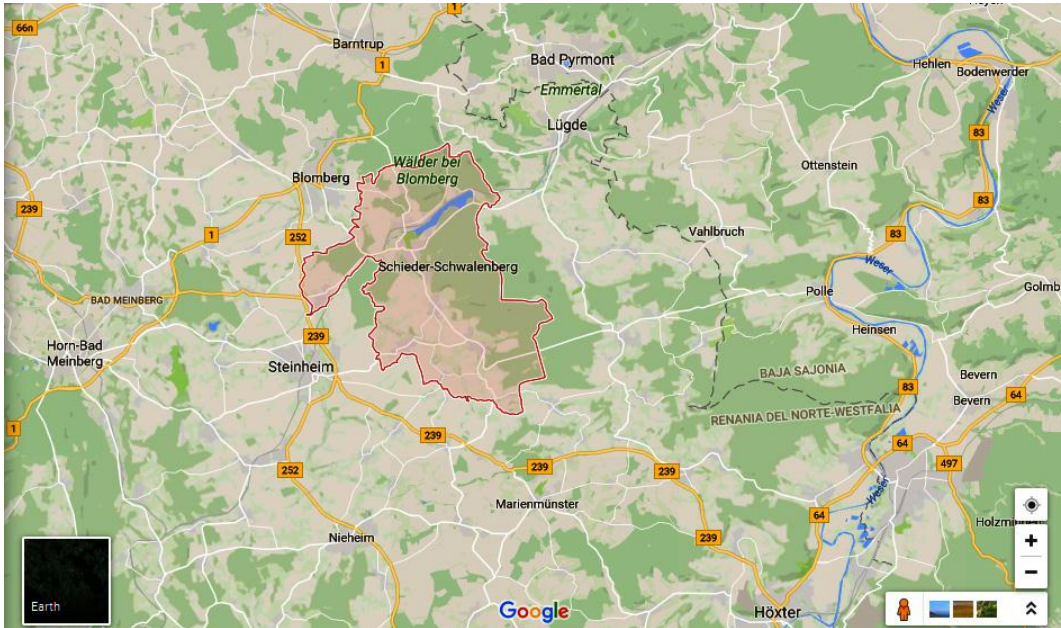 66n
1
Barntrup
1
Bad Pyrmont
Emmertal
Lügde
Hehlen
Bodenwerder
Weser
83
Wälder bei
Blomberg
Blomberg
Ottenstein
239
1
252
83
83
Vahlbruch
Weser
Schieder-Schwalenberg
BAD MEINBERG
Polle
Golmb
239
Heinsen
Horn-Bad
Meinberg
Steinheim
BAJA SAJONIA
83
Bevern
Bevern
64
RENANIA DEL NORTE-WESTFALIA
1
239
64
497
252
239
239
Weser
Marienmünster
64
Holzminden
Nieheim
239
Earth
Google
Höxter